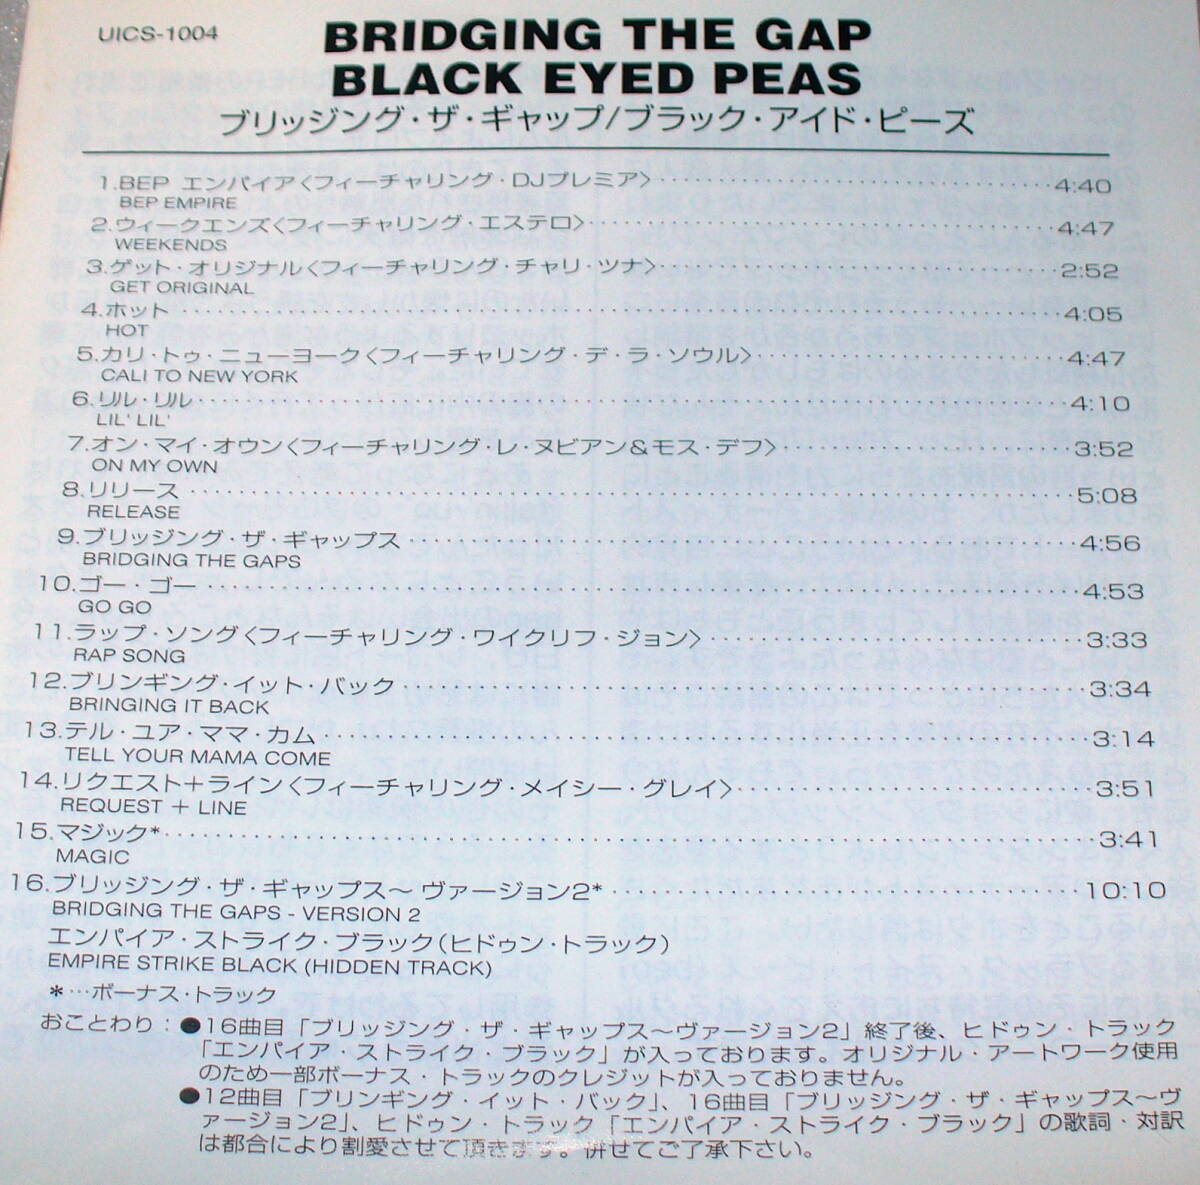 UICS-1004
BRIDGING THE GAP
BLACK EYED PEAS
ブリッジング・ザ・ギャップ/ブラック・アイド・ピーズ
1.BEP エンパイア〈フィーチャリング・DJプレミア〉 4:40
BEP EMPIRE
2.ウィークエンズ〈フィーチャリング・エステロ〉 4:47
WEEKENDS
3.ゲット・オリジナル〈フィーチャリング チャリ ツナ〉 2:52
GET ORIGINAL
4.ホット 4:05
HOT
5.カリ・トゥ・ニューヨーク〈フィーチャリング・デ・ラ・ソウル〉 4:47
CALI TO NEW YORK
6.リル・リル 4:10
LIL' LIL'
7.オン・マイ・オウン〈フィーチャリング・レ・ヌビアン&モス・デフ〉 3:52
ON MY OWN
8.リリース 5:08
RELEASE
9.ブリッジング・ザ・ギャップス 4:56
BRIDGING THE GAPS
10.ゴー・ゴー 4:53
GO GO
11.ラップ・ソング〈フィーチャリング・ワイクリフ・ジョン〉 3:33
RAP SONG
12.ブリンギング・イット・バック 3:34
BRINGING IT BACK
13.テル・ユア・ママ・カム 3:14
TELL YOUR MAMA COME
14.リクエスト+ライン〈フィーチャリング・メイシー・グレイ〉 3:51
REQUEST + LINE
15.マジック* 3:41
MAGIC
16.ブリッジング・ザ・ギャップス〜 ヴァージョン2* 10:10
BRIDGING THE GAPS - VERSION 2
エンパイア・ストライク・ブラック(ヒドゥン・トラック)
EMPIRE STRIKE BLACK (HIDDEN TRACK)
*…ボーナス・トラック
おことわり:●16曲目「ブリッジング・ザ・ギャップス〜ヴァージョン2」終了後、ヒドゥン・トラック
「エンパイア・ストライク・ブラック」が入っております。オリジナル・アートワーク使用
のため一部ボーナス・トラックのクレジットが入っておりません。
●12曲目「ブリンギング・イット・バック」、16曲目「ブリッジング・ザ・ギャップス〜ヴ
ァージョン2」、ヒドゥン・トラック「エンパイア・ストライク・ブラック」の歌詞・対訳
は都合により割愛させて頂きます。併せてご了承下さい。